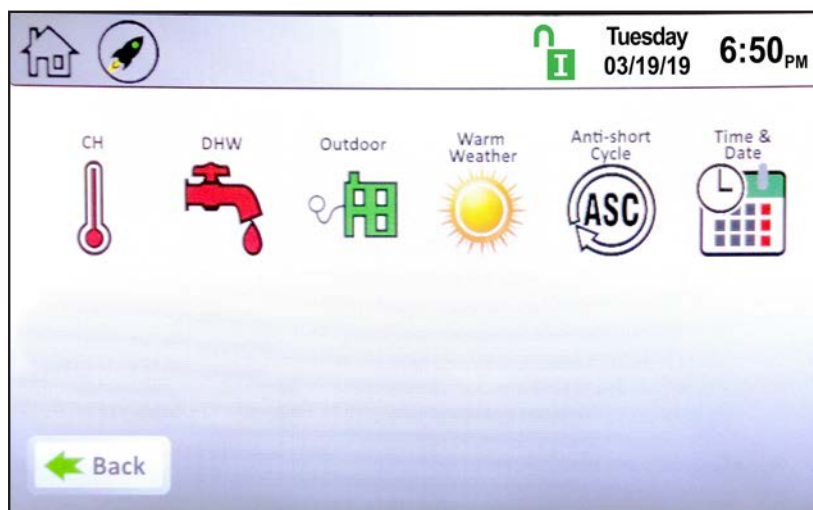 Tuesday
03/19/19
6:50PM
I
CH
DHW
Outdoor
Warm
Weather
Anti-short
Cycle
Time &
Date
ASC
Back